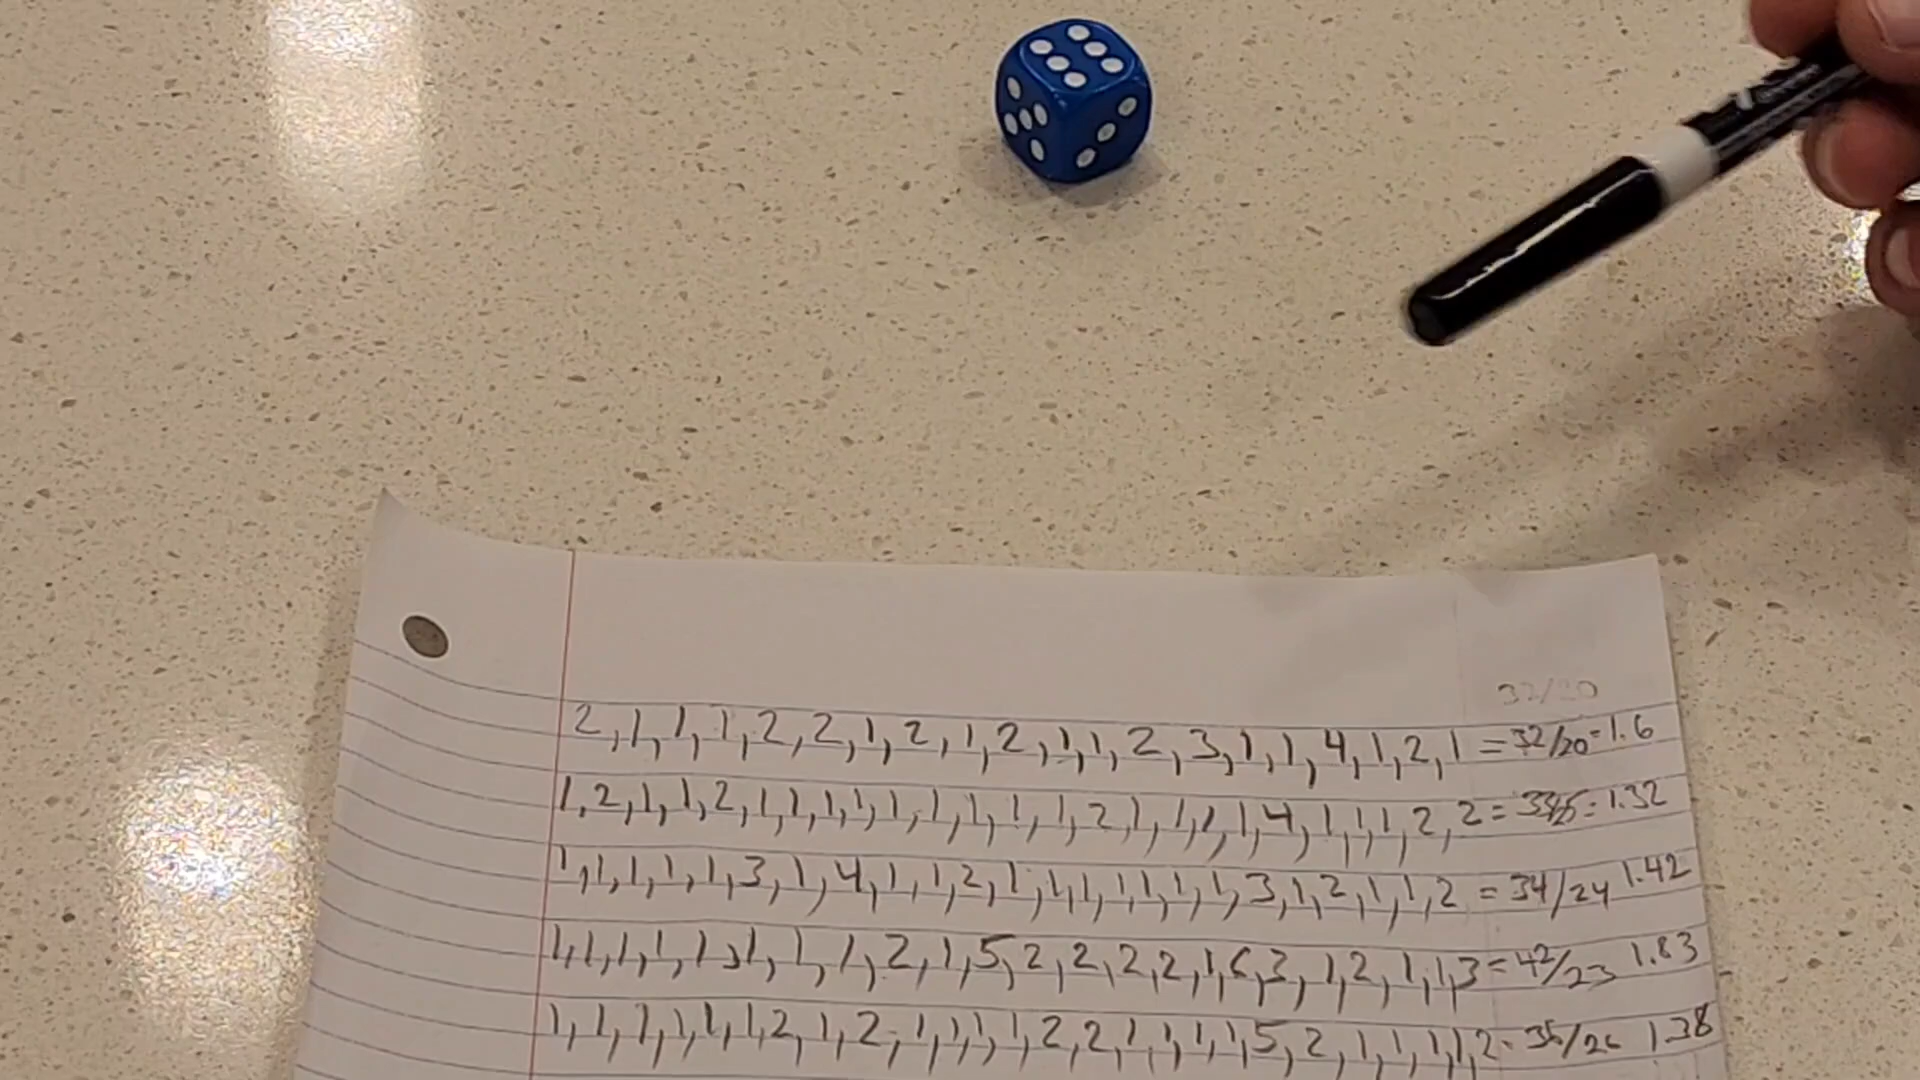 32/20
2,1,1,1,2,2,1,2,1,2,1,1,2,3,1,1,4,1,2,1 = 32/20 = 1.6
1,2,1,1,2,1,1,1,1,1,1,1,1,1,2,1,1,1,1,4,1,1,1,2,2 = 33/25 = 1.32
1,1,1,1,1,3,1,4,1,1,2,1,1,1,1,1,1,1,3,1,2,1,1,2 = 34/24 1.42
1,1,1,1,1,1,1,1,2,1,5,2,2,2,2,1,6,3,1,2,1,1,3 = 42/23 1.83
1,1,1,1,1,1,2,1,2,1,1,1,1,2,2,1,1,1,1,5,2,1,1,1,1,2 - 36/26 1.38